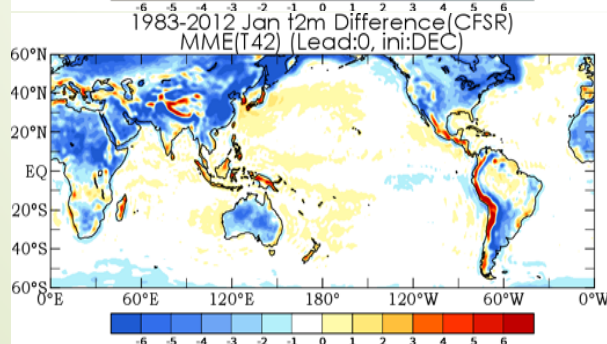 -6 -5 -4 -3 -2 -1 0 1 2 3 4 5 6
1983-2012 Jan t2m Difference(CFSR)
MME(T42) (Lead:0, ini:DEC)
60°N
40°N
20°N
EQ
20°S
40°S
60°S
0°E 60°E 120°E 180° 120°W 60°W 0°W
-6 -5 -4 -3 -2 -1 0 1 2 3 4 5 6